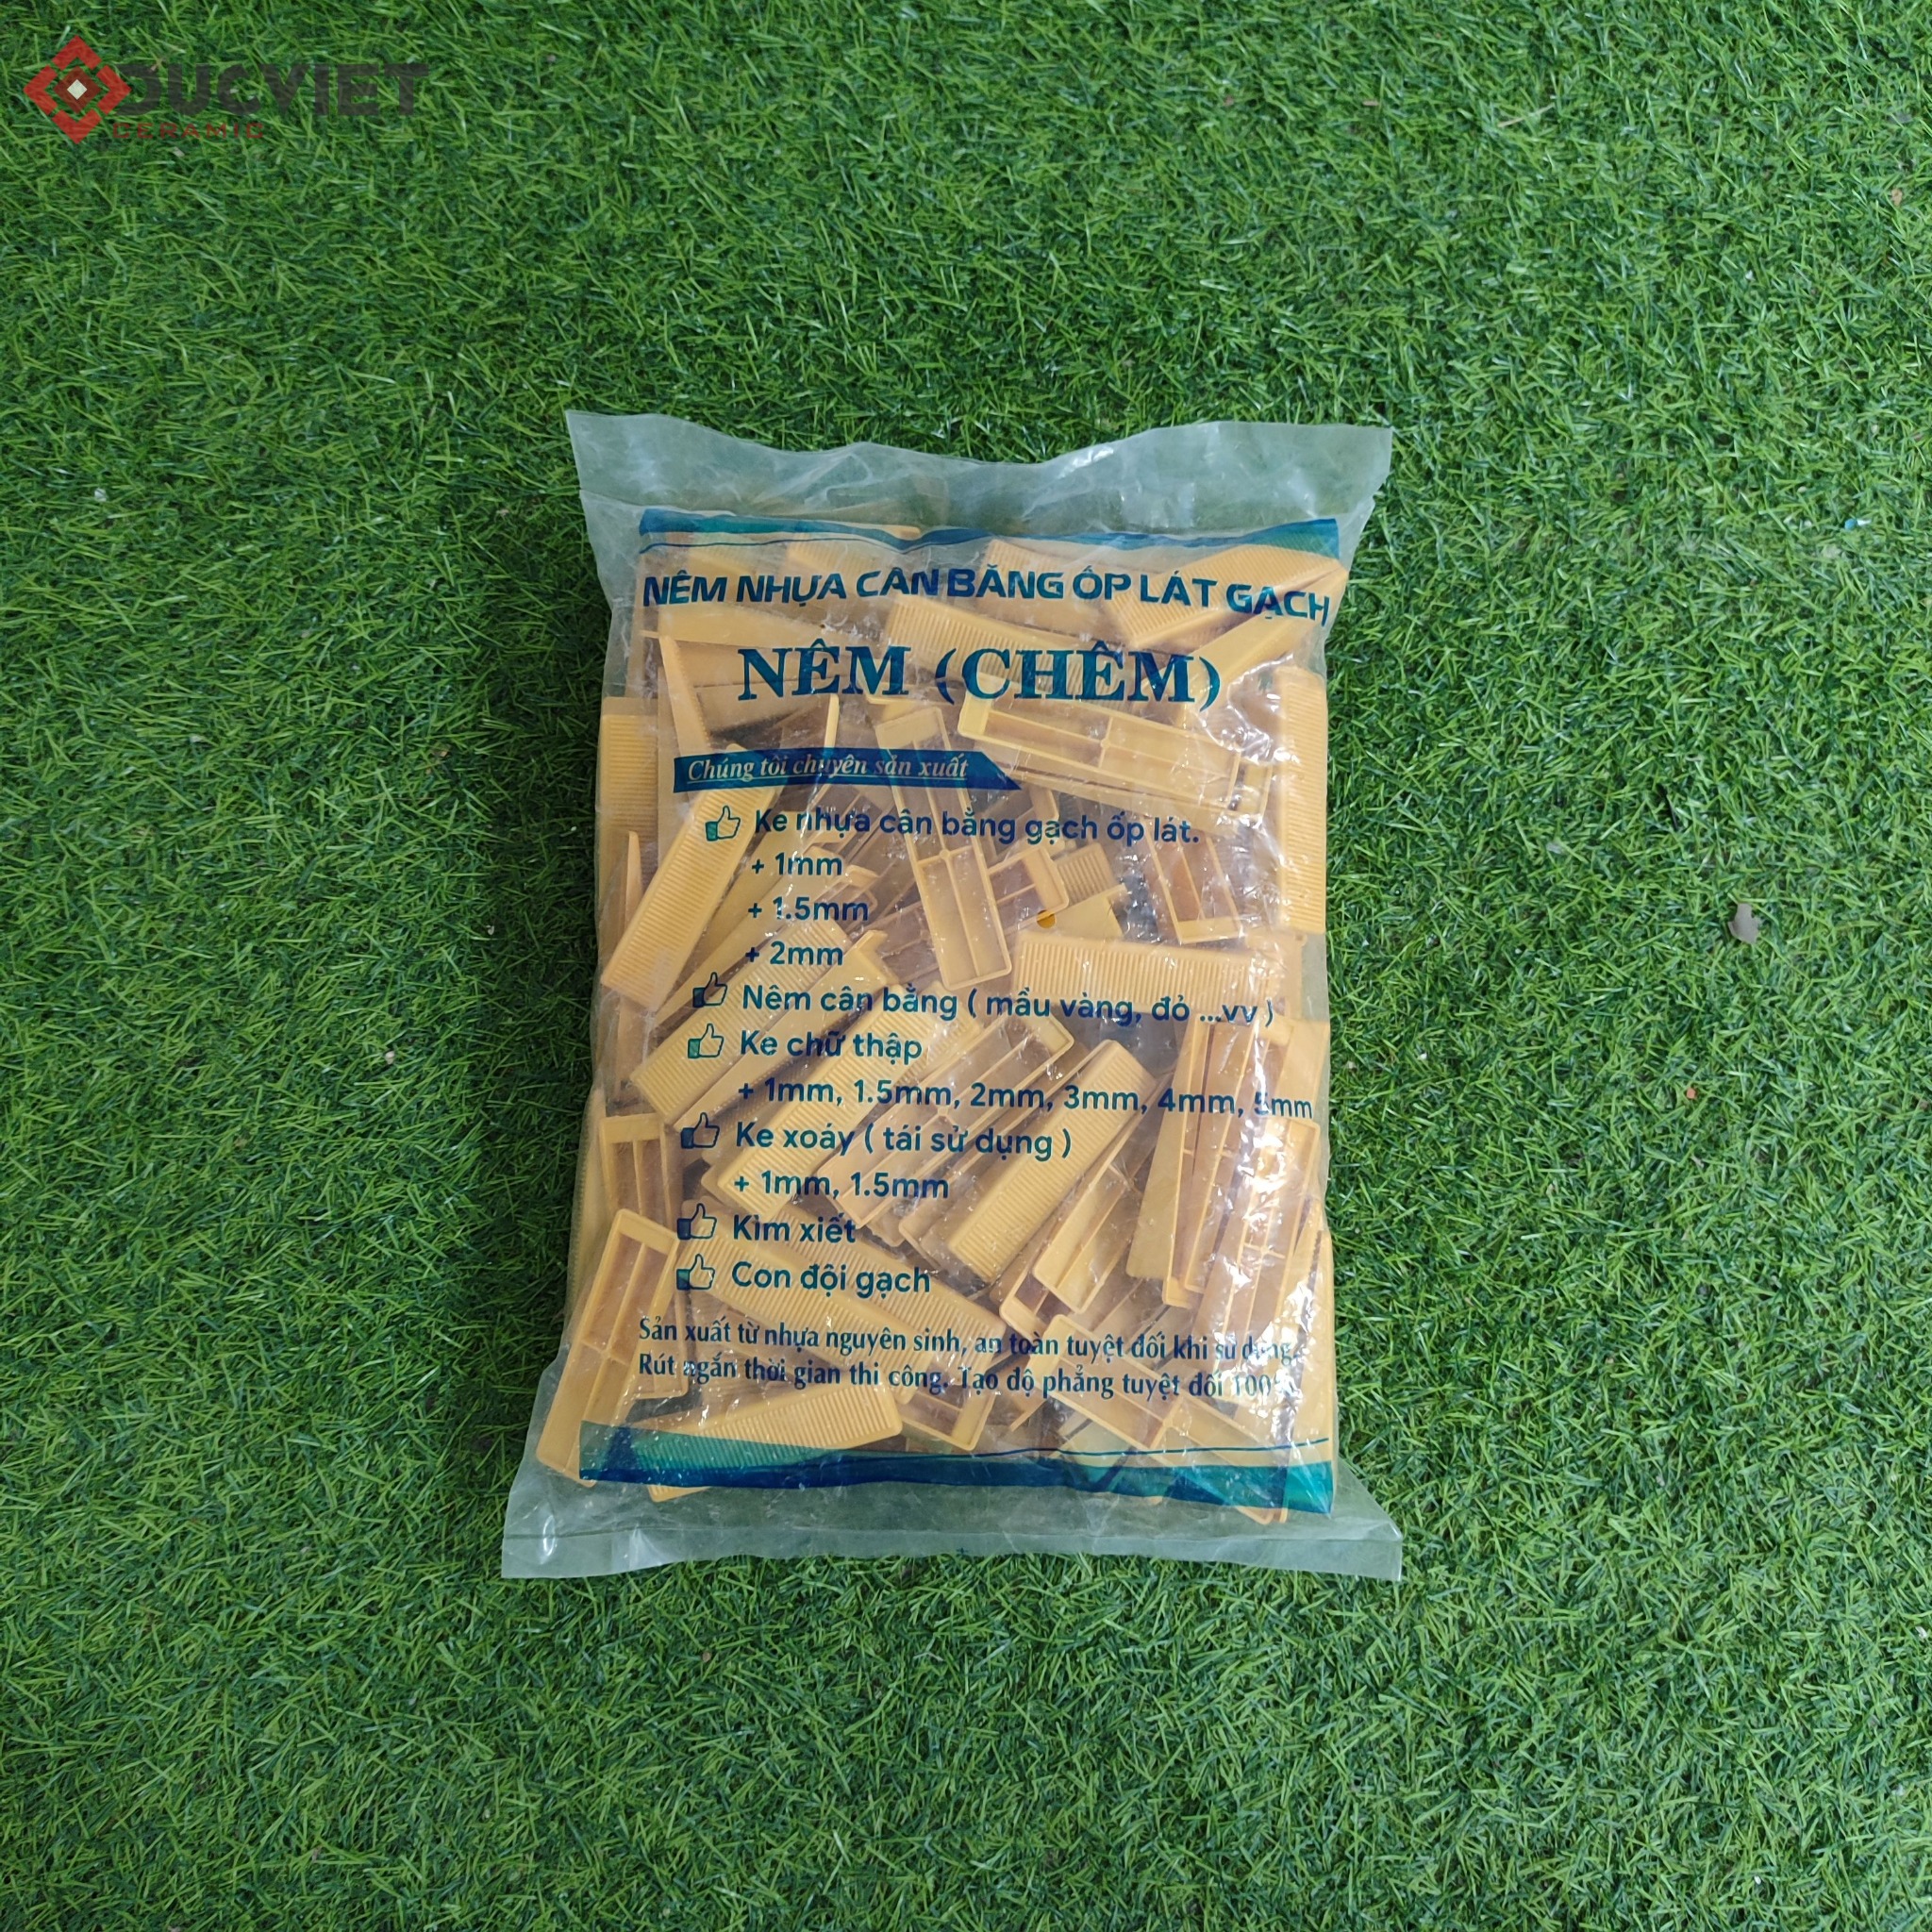 DUCVIET
CERAMIC
NÊM NHỰA CÂN BẰNG ỐP LÁT GẠCH
NÊM (CHÊM)
Chúng tôi chuyên sản xuất
Ke nhựa cân bằng gạch ốp lát.
+ 1mm
+ 1.5mm
+ 2mm
Nêm cân bằng ( mầu vàng, đỏ ...vv )
Ke chữ thập
+ 1mm, 1.5mm, 2mm, 3mm, 4mm, 5mm
Ke xoáy ( tái sử dụng )
+ 1mm, 1.5mm
Kìm xiết
Con đội gạch
Sản xuất từ nhựa nguyên sinh, an toàn tuyệt đối khi sử dụng.
Rút ngắn thời gian thi công. Tạo độ phẳng tuyệt đối 100%